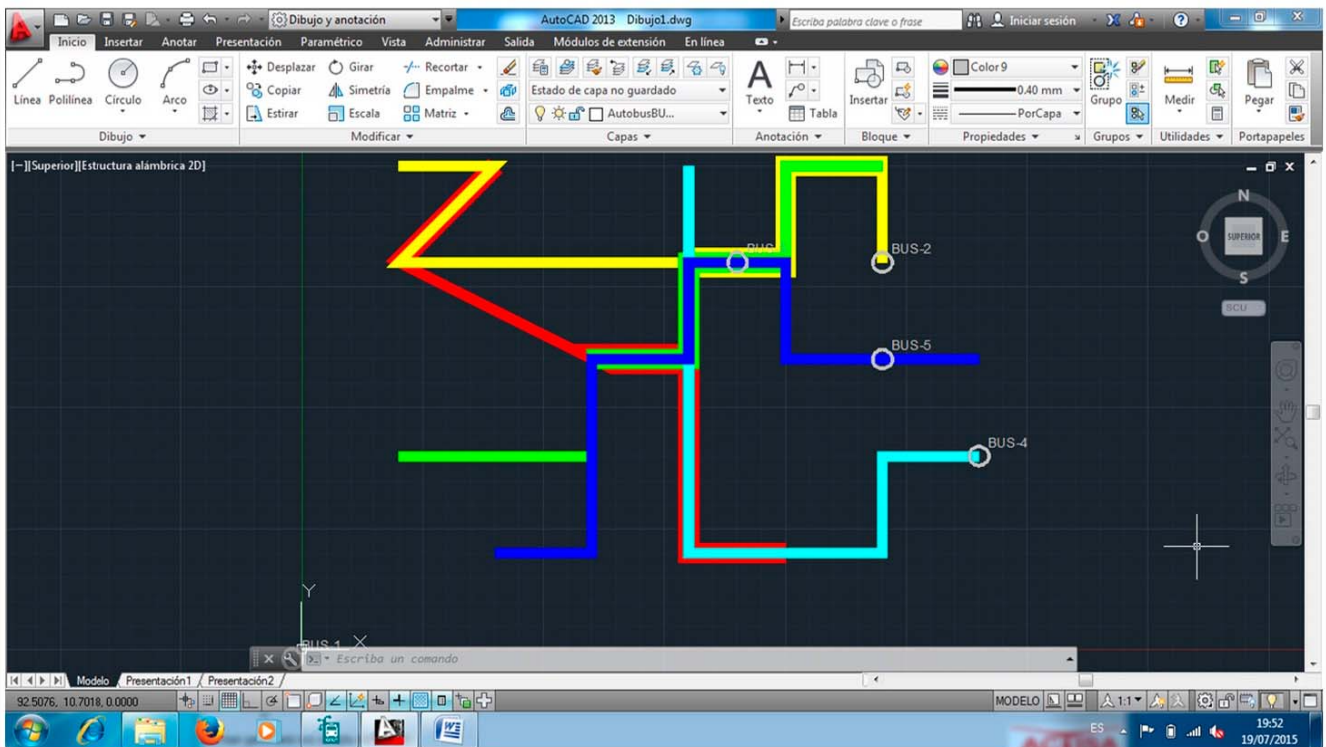 Dibujo y anotación
AutoCAD 2013 Dibujo1.dwg
Escriba palabra clave o frase
Iniciar sesión
Inicio Insertar Anotar Presentación Paramétrico Vista Administrar Salida Módulos de extensión En línea
Línea Polilínea Círculo Arco
Desplazar Girar Recortar
Copiar Simetría Empalme
Estirar Escala Matriz
Estado de capa no guardado
AutobusBU...
Texto
Tabla
Insertar
Color 9
0.40 mm
PorCapa
Grupo
Medir
Pegar
Dibujo Modificar Capas Anotación Bloque Propiedades Grupos Utilidades Portapapeles
[−][Superior][Estructura alámbrica 2D]
N
O SUPERIOR E
S
SCU
BUS
BUS-2
BUS-5
BUS-4
Y
BUS-1 X
Escriba un comando
Modelo Presentación1 Presentación2
92.5076, 10.7018, 0.0000
MODELO
1:1
ES
19:52
19/07/2015